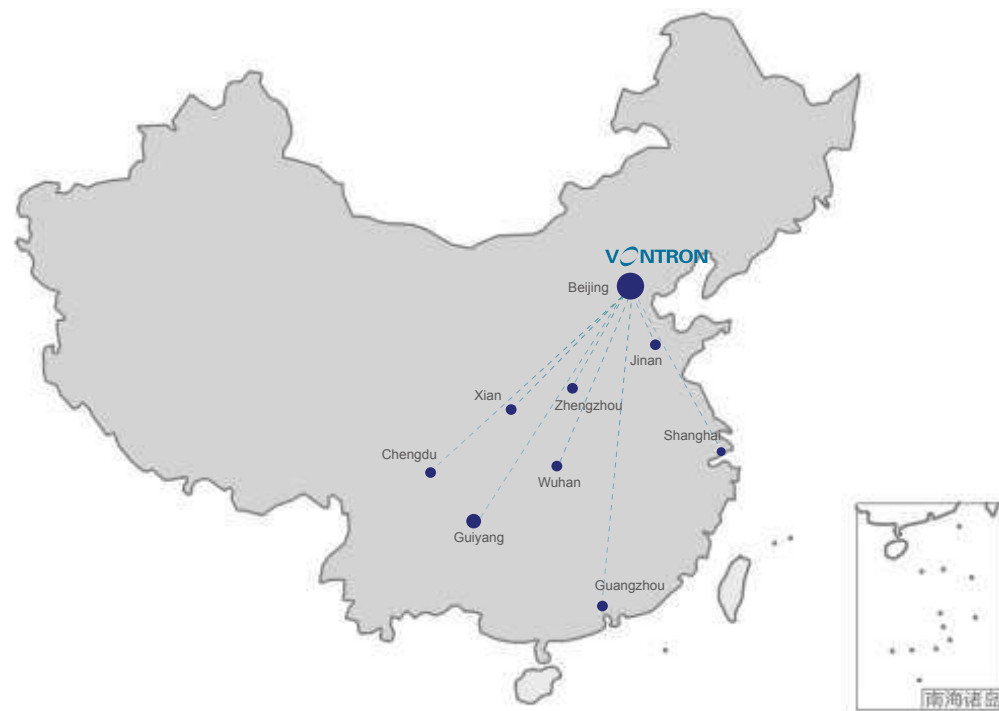 VONTRON
Beijing
Jinan
Xian
Zhengzhou
Shanghai
Chengdu
Wuhan
Guiyang
Guangzhou
南海诸岛